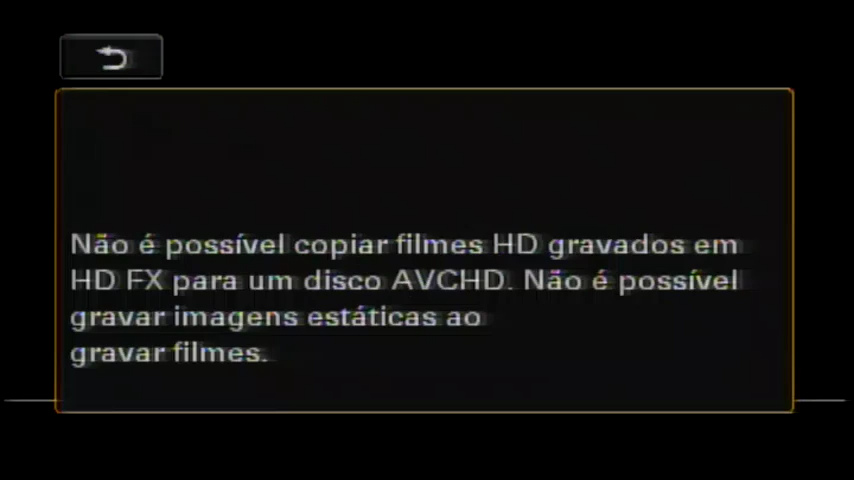 Não é possível copiar filmes HD gravados em
HD FX para um disco AVCHD. Não é possível
gravar imagens estáticas ao
gravar filmes.